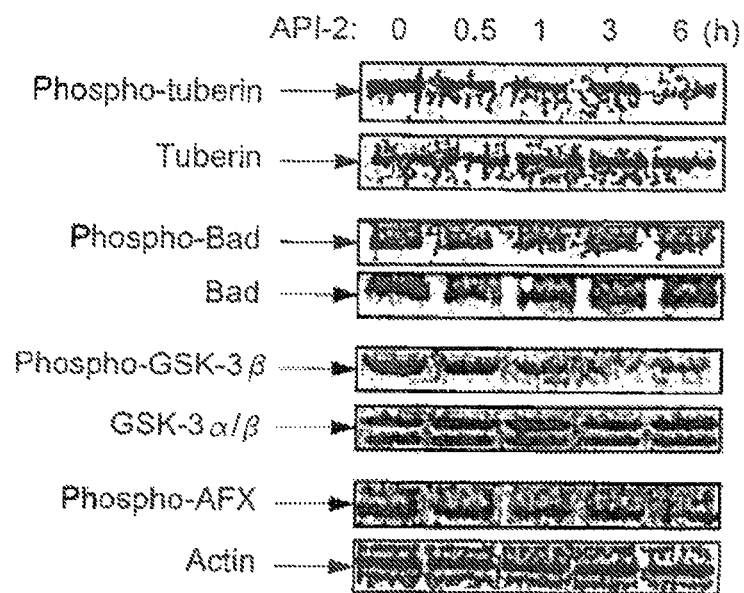 API-2: 0 0.5 1 3 6 (h)
Phospho-tuberin
Tuberin
Phospho-Bad
Bad
Phospho-GSK-3β
GSK-3α/β
Phospho-AFX
Actin